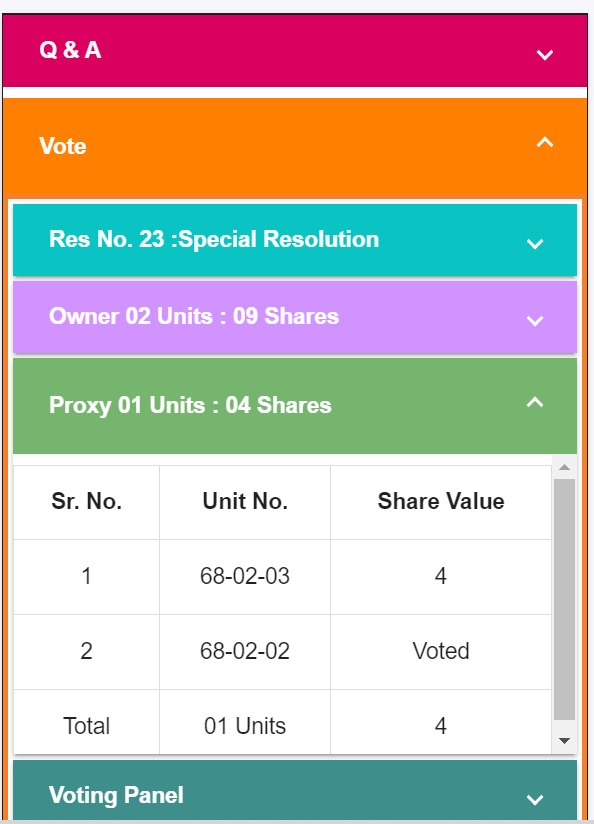 Q & A
Vote
Res No. 23 :Special Resolution
Owner 02 Units : 09 Shares
Proxy 01 Units : 04 Shares
Sr. No. Unit No. Share Value
1 68-02-03 4
2 68-02-02 Voted
Total 01 Units 4
Voting Panel